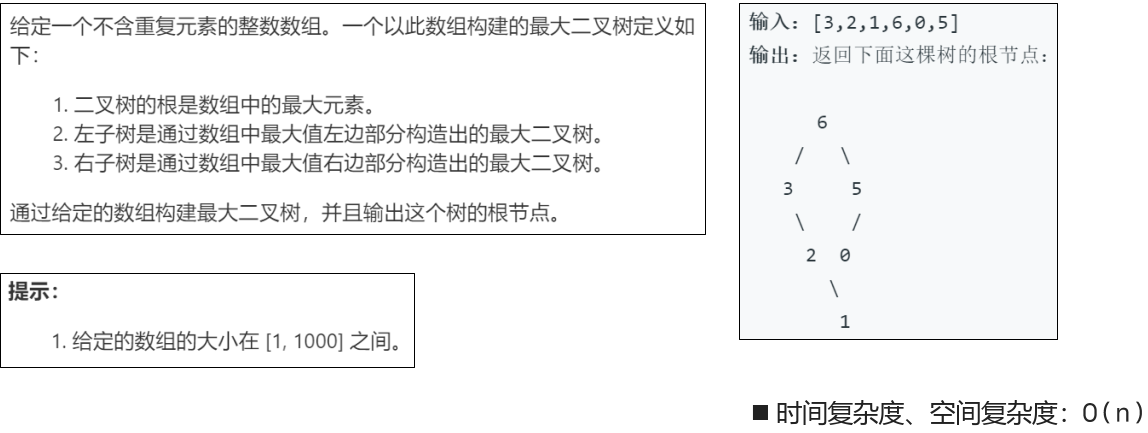 给定一个不含重复元素的整数数组。一个以此数组构建的最大二叉树定义如
下：
1. 二叉树的根是数组中的最大元素。
2. 左子树是通过数组中最大值左边部分构造出的最大二叉树。
3. 右子树是通过数组中最大值右边部分构造出的最大二叉树。
通过给定的数组构建最大二叉树，并且输出这个树的根节点。
提示：
1. 给定的数组的大小在 [1, 1000] 之间。
输入：[3,2,1,6,0,5]
输出：返回下面这棵树的根节点：
6
/ \
3 5
\ /
2 0
\
1
■ 时间复杂度、空间复杂度：O(n)